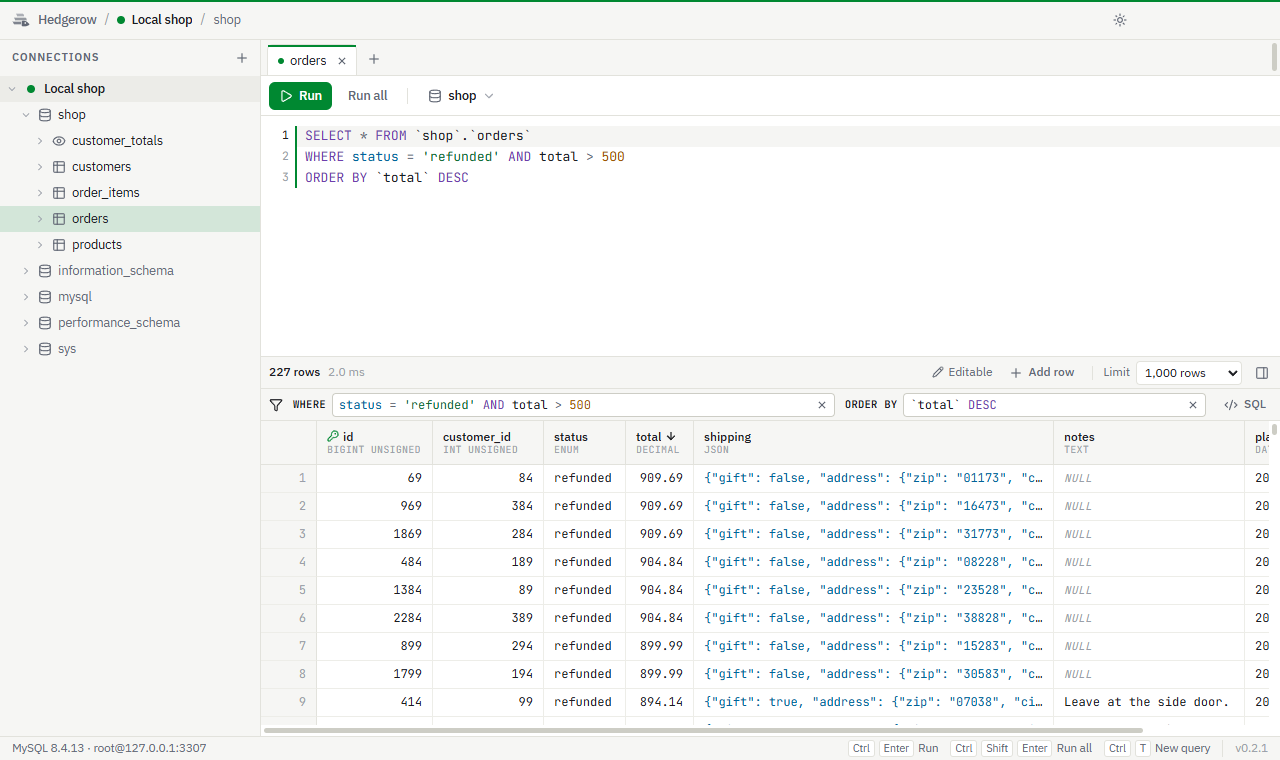 Hedgerow / Local shop / shop
CONNECTIONS
Local shop
shop
customer_totals
customers
order_items
orders
products
information_schema
mysql
performance_schema
sys
orders
Run Run all shop
1 SELECT * FROM `shop`.`orders`
2 WHERE status = 'refunded' AND total > 500
3 ORDER BY `total` DESC
227 rows 2.0 ms Editable Add row Limit 1,000 rows
WHERE status = 'refunded' AND total > 500 ORDER BY `total` DESC SQL
id customer_id status total shipping notes pla
BIGINT UNSIGNED INT UNSIGNED ENUM DECIMAL JSON TEXT DA
1 69 84 refunded 909.69 {"gift": false, "address": {"zip": "01173", "c… NULL 20
2 969 384 refunded 909.69 {"gift": false, "address": {"zip": "16473", "c… NULL 20
3 1869 284 refunded 909.69 {"gift": false, "address": {"zip": "31773", "c… NULL 20
4 484 189 refunded 904.84 {"gift": false, "address": {"zip": "08228", "c… NULL 20
5 1384 89 refunded 904.84 {"gift": false, "address": {"zip": "23528", "c… NULL 20
6 2284 389 refunded 904.84 {"gift": false, "address": {"zip": "38828", "c… NULL 20
7 899 294 refunded 899.99 {"gift": false, "address": {"zip": "15283", "c… NULL 20
8 1799 194 refunded 899.99 {"gift": false, "address": {"zip": "30583", "c… NULL 20
9 414 99 refunded 894.14 {"gift": true, "address": {"zip": "07038", "ci… Leave at the side door. 20
MySQL 8.4.13 · root@127.0.0.1:3307 Ctrl Enter Run Ctrl Shift Enter Run all Ctrl T New query v0.2.1